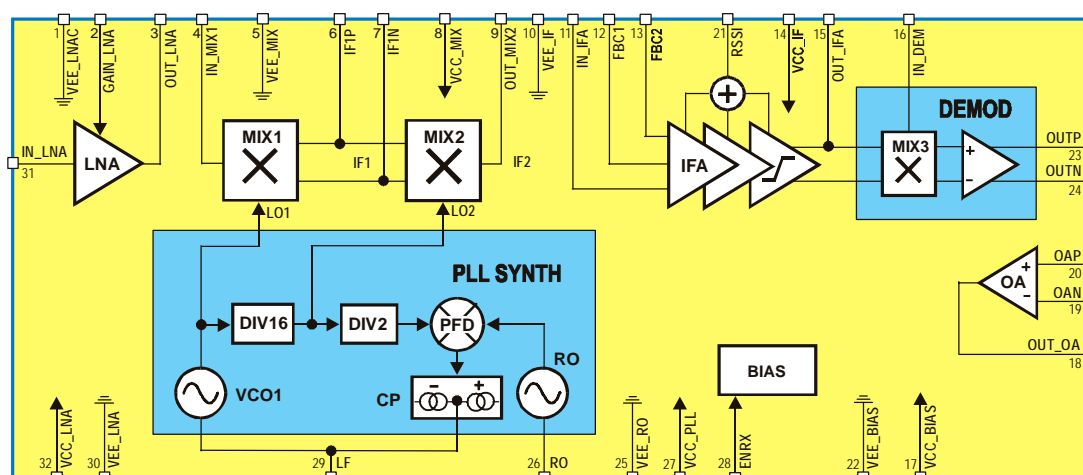 1 2 3 4 5 6 7 8 9 10 11 12 13 21 14 15 16
VEE_LNAC
GAIN_LNA
OUT_LNA
IN_MIX1
VEE_MIX
IF1P
IF1N
VCC_MIX
OUT_MIX2
VEE_IF
IN_IFA
FBC1
FBC2
RSSI
VCC_IF
OUT_IFA
IN_DEM
DEMOD
MIX1
MIX2
MIX3
+
+
−
IN_LNA
31
LNA
IF1
IF2
IFA
OUTP
23
OUTN
24
LO1
LO2
PLL SYNTH
OAP
20
OA
+
−
OAN
19
DIV16
DIV2
PFD
OUT_OA
18
RO
BIAS
VCO1
CP
− +
VCC_LNA
VEE_LNA
VEE_RO
VCC_PLL
ENRX
VEE_BIAS
VCC_BIAS
32 30 29 LF 26 RO 25 27 28 22 17